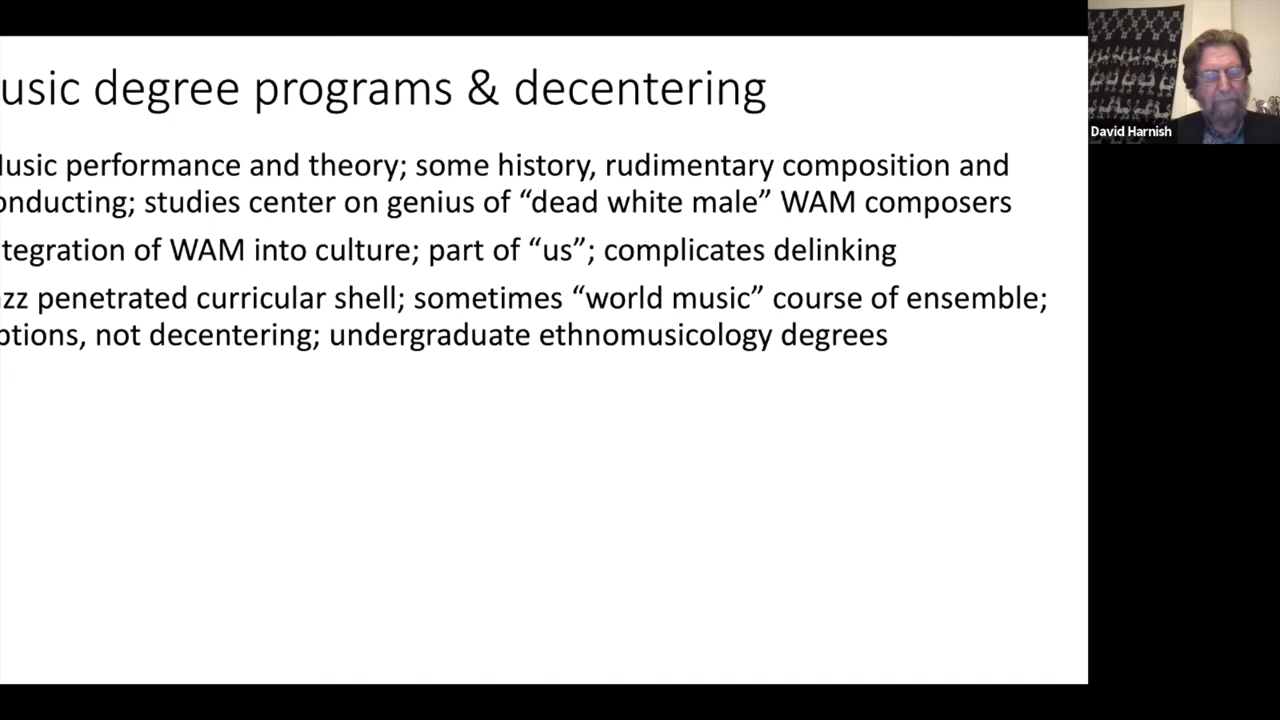 usic degree programs & decentering
usic performance and theory; some history, rudimentary composition and
onducting; studies center on genius of “dead white male” WAM composers
tegration of WAM into culture; part of “us”; complicates delinking
zz penetrated curricular shell; sometimes “world music” course of ensemble;
ptions, not decentering; undergraduate ethnomusicology degrees
David Harnish